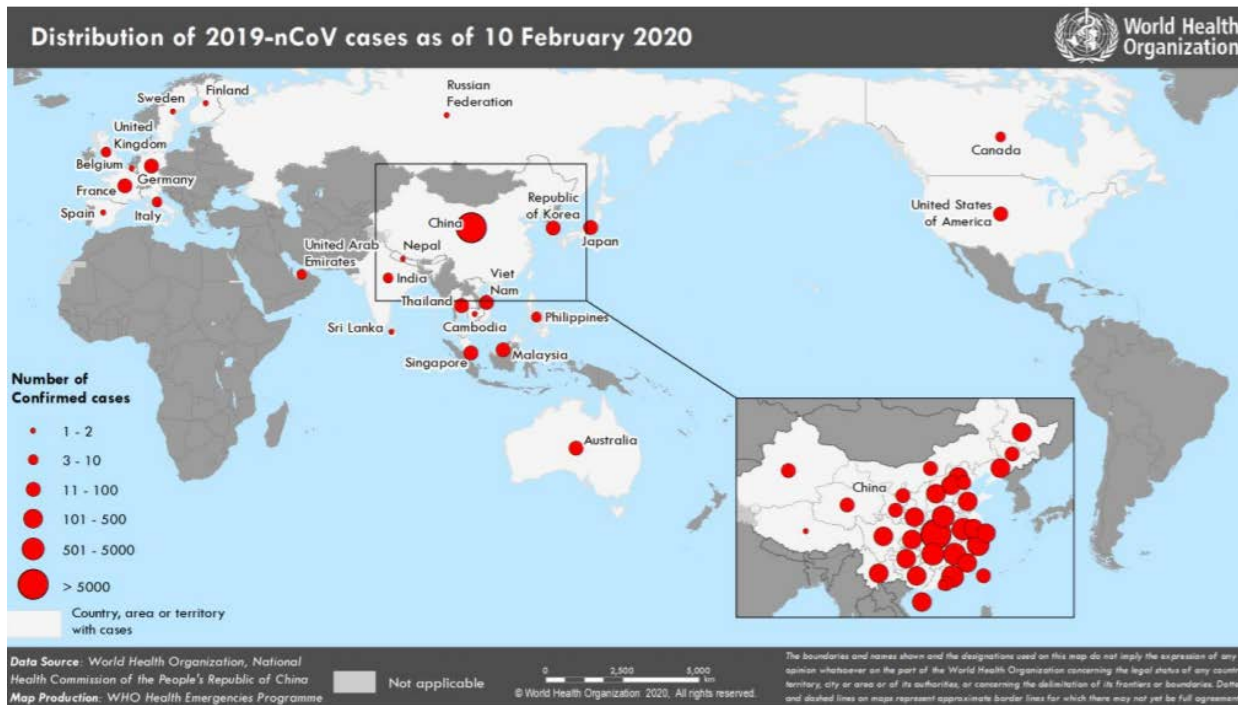 Distribution of 2019-nCoV cases as of 10 February 2020
World Health
Organization
Finland
Sweden
Russian
Federation
United
Kingdom
Belgium
Germany
France
Spain
Italy
Canada
United States
of America
Republic
of Korea
China
Japan
United Arab
Emirates
Nepal
India
Viet
Nam
Thailand
Philippines
Sri Lanka
Cambodia
Malaysia
Singapore
Australia
China
Number of
Confirmed cases
1 - 2
3 - 10
11 - 100
101 - 500
501 - 5000
> 5000
Country, area or territory
with cases
Data Source: World Health Organization, National
Health Commission of the People's Republic of China
Map Production: WHO Health Emergencies Programme
Not applicable
0 2,500 5,000
km
© World Health Organization 2020, All rights reserved.
The boundaries and names shown and the designations used on this map do not imply the expression of any
opinion whatsoever on the part of the World Health Organization concerning the legal status of any
territory, city or area or of its authorities, or concerning the delimitation of its frontiers or boundaries.
and dashed lines on maps represent approximate border lines for which there may not yet be full